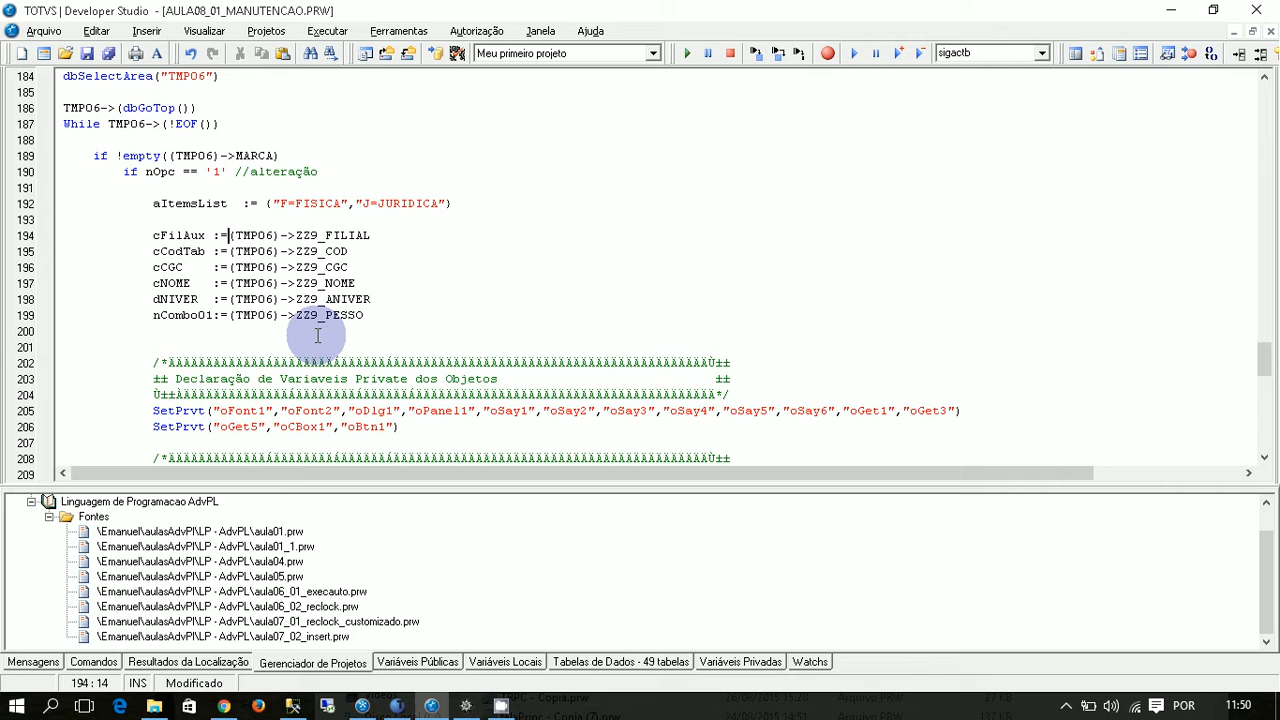 TOTVS | Developer Studio - [AULA08_01_MANUTENCAO.PRW]
Arquivo Editar Inserir Visualizar Projetos Executar Ferramentas Autorização Janeia Ajuda
Meu primeiro projeto sigactb
184 dbSelectArea("TMP06")
185
186 TMP06->(dbGoTop())
187 While TMP06->(!EOF())
188
189 if !empty((TMP06)->MARCA)
190 if nOpc == '1' //alteração
191
192 aItemsList := {"F=FISICA","J=JURIDICA"}
193
194 cFilAux :=(TMP06)->ZZ9_FILIAL
195 cCodTab :=(TMP06)->ZZ9_COD
196 cCGC :=(TMP06)->ZZ9_CGC
197 cNOME :=(TMP06)->ZZ9_NOME
198 dNIVER :=(TMP06)->ZZ9_ANIVER
199 nComboO1:=(TMP06)->ZZ9_PESSO
200
201
202
203 ±± Declaração de Variaveis Private dos Objetos ±±
204
205 SetPrvt("oFont1","oFont2","oDlg1","oPanel1","oSay1","oSay2","oSay3","oSay4","oSay5","oSay6","oGet1","oGet3")
206 SetPrvt("oGet5","oCBox1","oBtn1")
207
208
209
Linguagem de Programacao AdvPL
Fontes
\Emanuel\aulasAdvPl\LP - AdvPL\aula01.prw
\Emanuel\aulasAdvPl\LP - AdvPL\aula01_1.prw
\Emanuel\aulasAdvPl\LP - AdvPL\aula04.prw
\Emanuel\aulasAdvPl\LP - AdvPL\aula05.prw
\Emanuel\aulasAdvPl\LP - AdvPL\aula06_01_execauto.prw
\Emanuel\aulasAdvPl\LP - AdvPL\aula06_02_reclock.prw
\Emanuel\aulasAdvPl\LP - AdvPL\aula07_01_reclock_customizado.prw
\Emanuel\aulasAdvPl\LP - AdvPL\aula07_02_insert.prw
Mensagens Comandos Resultados da Localização Gerenciador de Projetos Variáveis Públicas Variáveis Locais Tabelas de Dados - 49 tabelas Variáveis Privadas Watchs
194 : 14 INS Modificado
POR 11:50